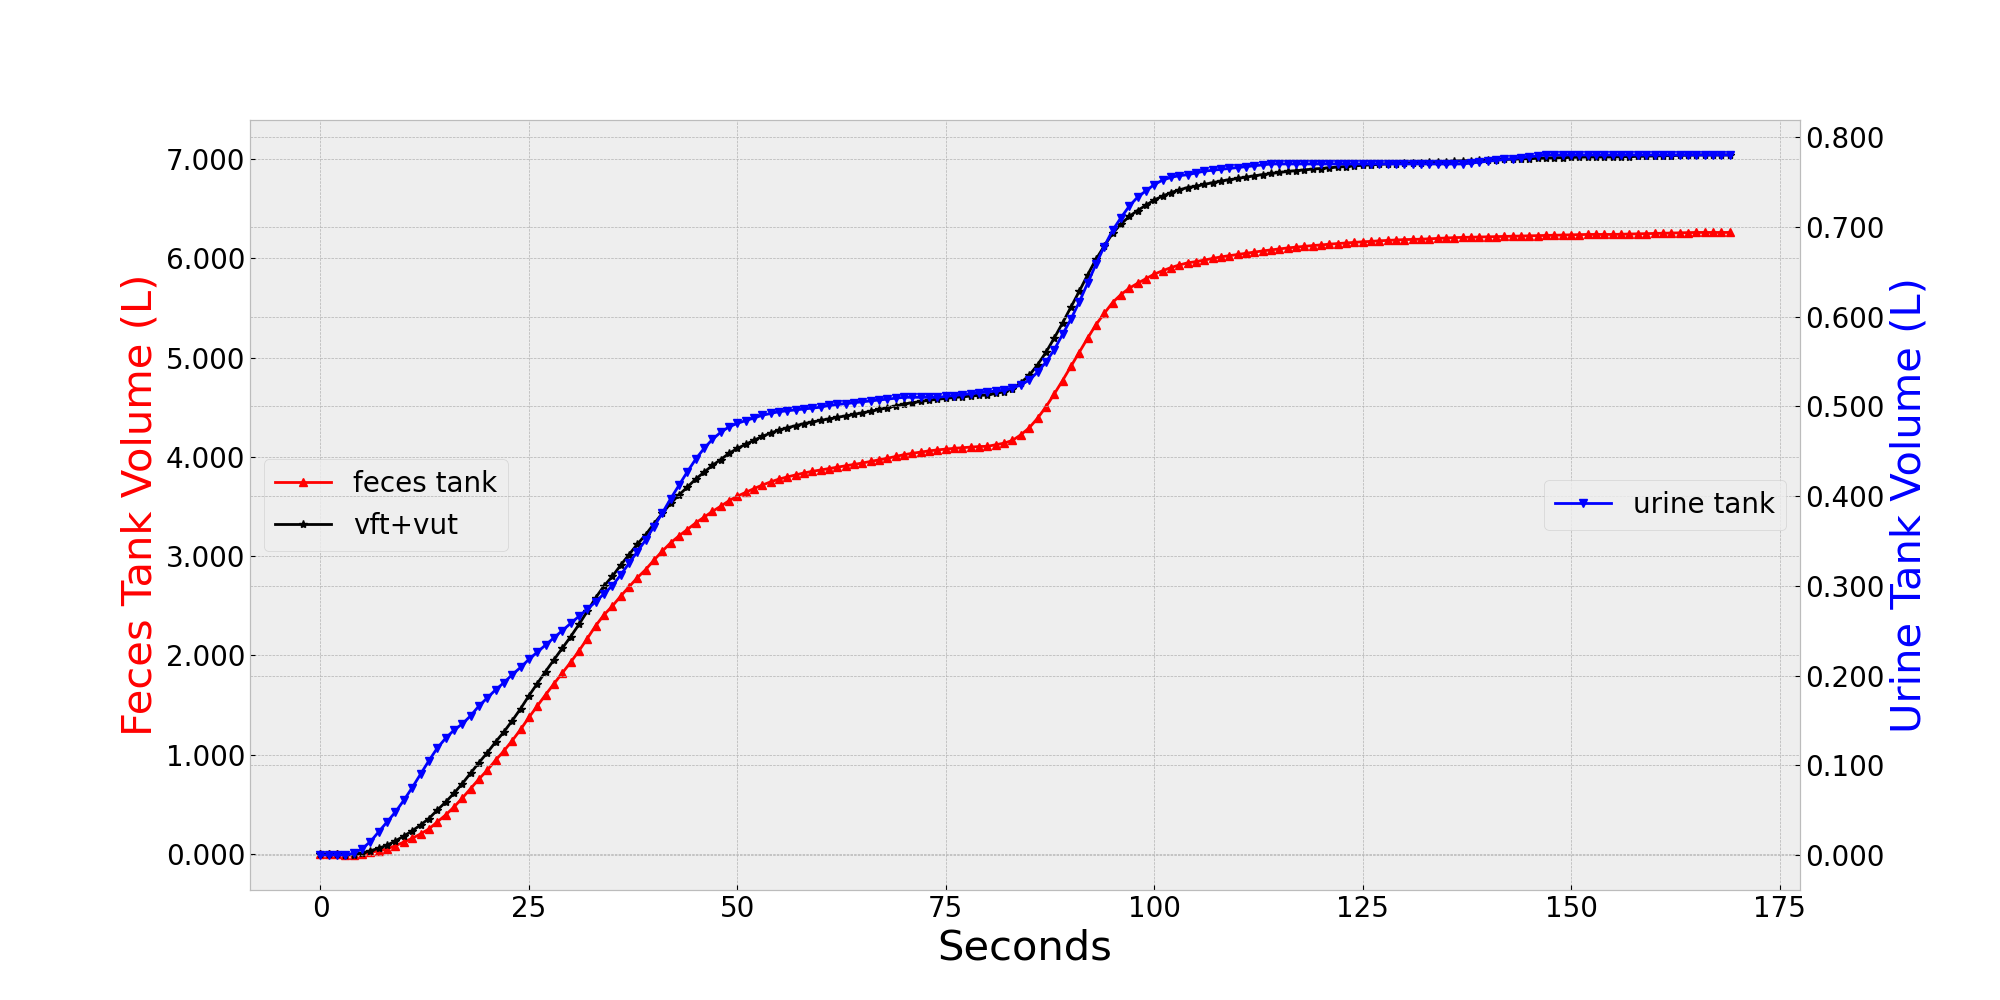 Feces Tank Volume (L)
7.000
6.000
5.000
4.000
3.000
2.000
1.000
0.000
feces tank
vft+vut
urine tank
0.800
0.700
0.600
0.500
0.400
0.300
0.200
0.100
0.000
Urine Tank Volume (L)
0 25 50 75 100 125 150 175
Seconds